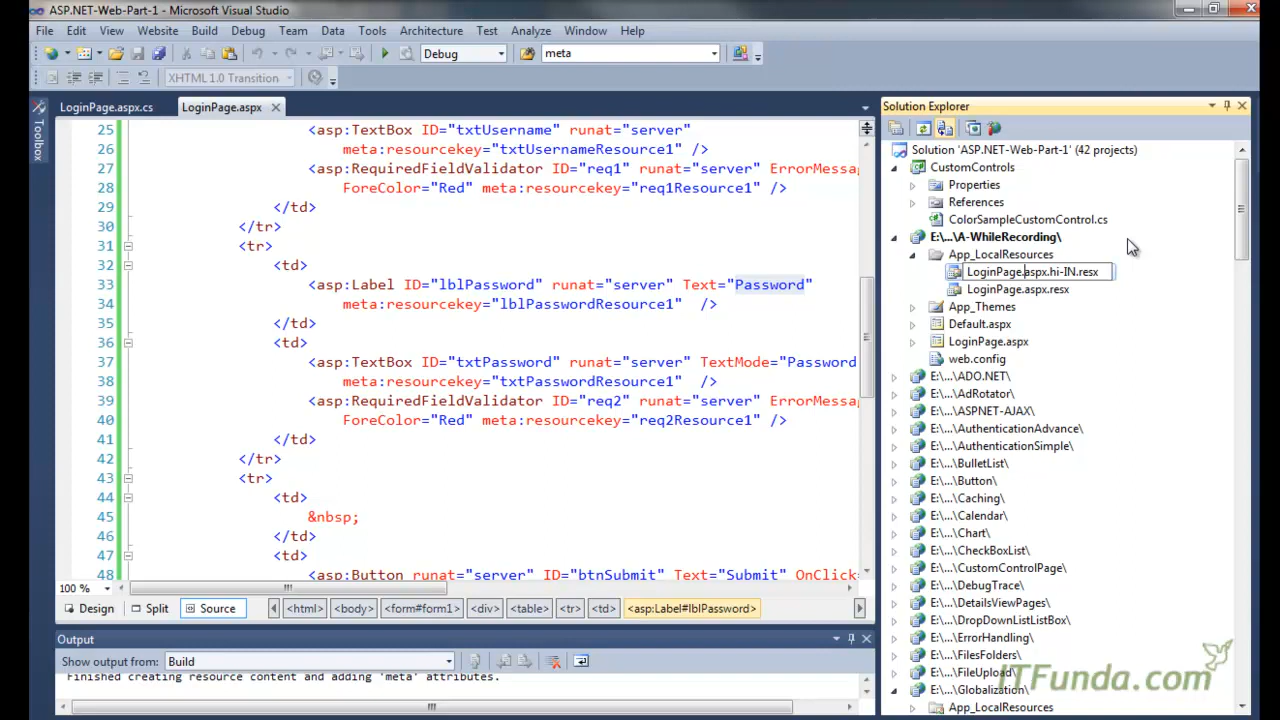 ASP.NET-Web-Part-1 - Microsoft Visual Studio
File Edit View Website Build Debug Team Data Tools Architecture Test Analyze Window Help
Debug meta
XHTML 1.0 Transition
Toolbox
LoginPage.aspx.cs LoginPage.aspx
25 <asp:TextBox ID="txtUsername" runat="server"
26 meta:resourcekey="txtUsernameResource1" />
27 <asp:RequiredFieldValidator ID="req1" runat="server" ErrorMessa
28 ForeColor="Red" meta:resourcekey="req1Resource1" />
29 </td>
30 </tr>
31 <tr>
32 <td>
33 <asp:Label ID="lblPassword" runat="server" Text="Password"
34 meta:resourcekey="lblPasswordResource1" />
35 </td>
36 <td>
37 <asp:TextBox ID="txtPassword" runat="server" TextMode="Password
38 meta:resourcekey="txtPasswordResource1" />
39 <asp:RequiredFieldValidator ID="req2" runat="server" ErrorMessa
40 ForeColor="Red" meta:resourcekey="req2Resource1" />
41 </td>
42 </tr>
43 <tr>
44 <td>
45 &nbsp;
46 </td>
47 <td>
48 <asp:Button runat="server" ID="btnSubmit" Text="Submit" OnClick=
100 %
Design Split Source <html> <body> <form#form1> <div> <table> <tr> <td> <asp:Label#lblPassword>
Output
Show output from: Build
Finished creating resource content and adding 'meta' attributes.
Solution Explorer
Solution 'ASP.NET-Web-Part-1' (42 projects)
CustomControls
Properties
References
ColorSampleCustomControl.cs
E:\...\A-WhileRecording\
App_LocalResources
LoginPage.aspx.hi-IN.resx
LoginPage.aspx.resx
App_Themes
Default.aspx
LoginPage.aspx
web.config
E:\...\ADO.NET\
E:\...\AdRotator\
E:\...\ASPNET-AJAX\
E:\...\AuthenticationAdvance\
E:\...\AuthenticationSimple\
E:\...\BulletList\
E:\...\Button\
E:\...\Caching\
E:\...\Calendar\
E:\...\Chart\
E:\...\CheckBoxList\
E:\...\CustomControlPage\
E:\...\DebugTrace\
E:\...\DetailsViewPages\
E:\...\DropDownListListBox\
E:\...\ErrorHandling\
E:\...\FilesFolders\
E:\...\FileUpload\
E:\...\Globalization\
App_LocalResources
ITFunda.com